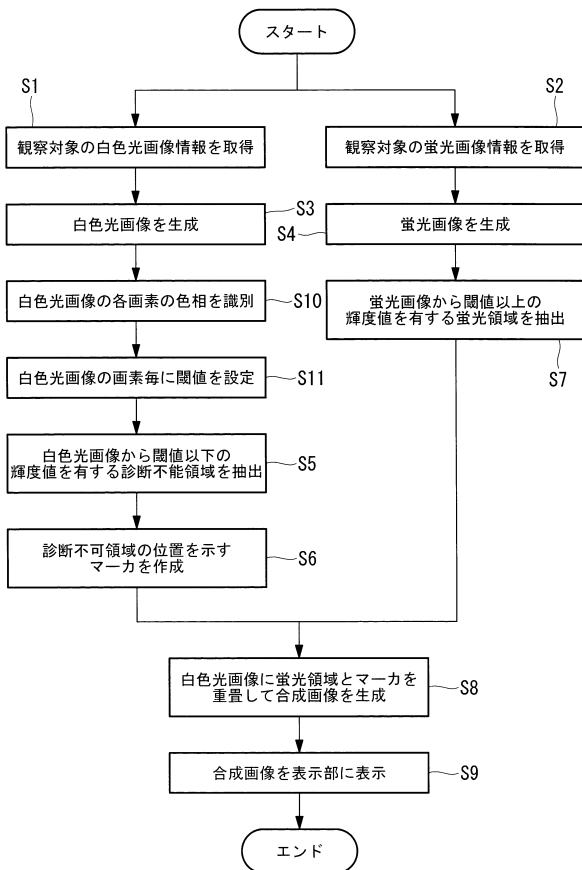 スタート
S1
S2
観察対象の白色光画像情報を取得
観察対象の蛍光画像情報を取得
白色光画像を生成
S3
蛍光画像を生成
S4
白色光画像の各画素の色相を識別
S10
蛍光画像から閾値以上の
輝度値を有する蛍光領域を抽出
S7
白色光画像の画素毎に閾値を設定
S11
白色光画像から閾値以下の
輝度値を有する診断不能領域を抽出
S5
診断不可領域の位置を示す
マーカを作成
S6
白色光画像に蛍光領域とマーカを
重畳して合成画像を生成
S8
合成画像を表示部に表示
S9
エンド